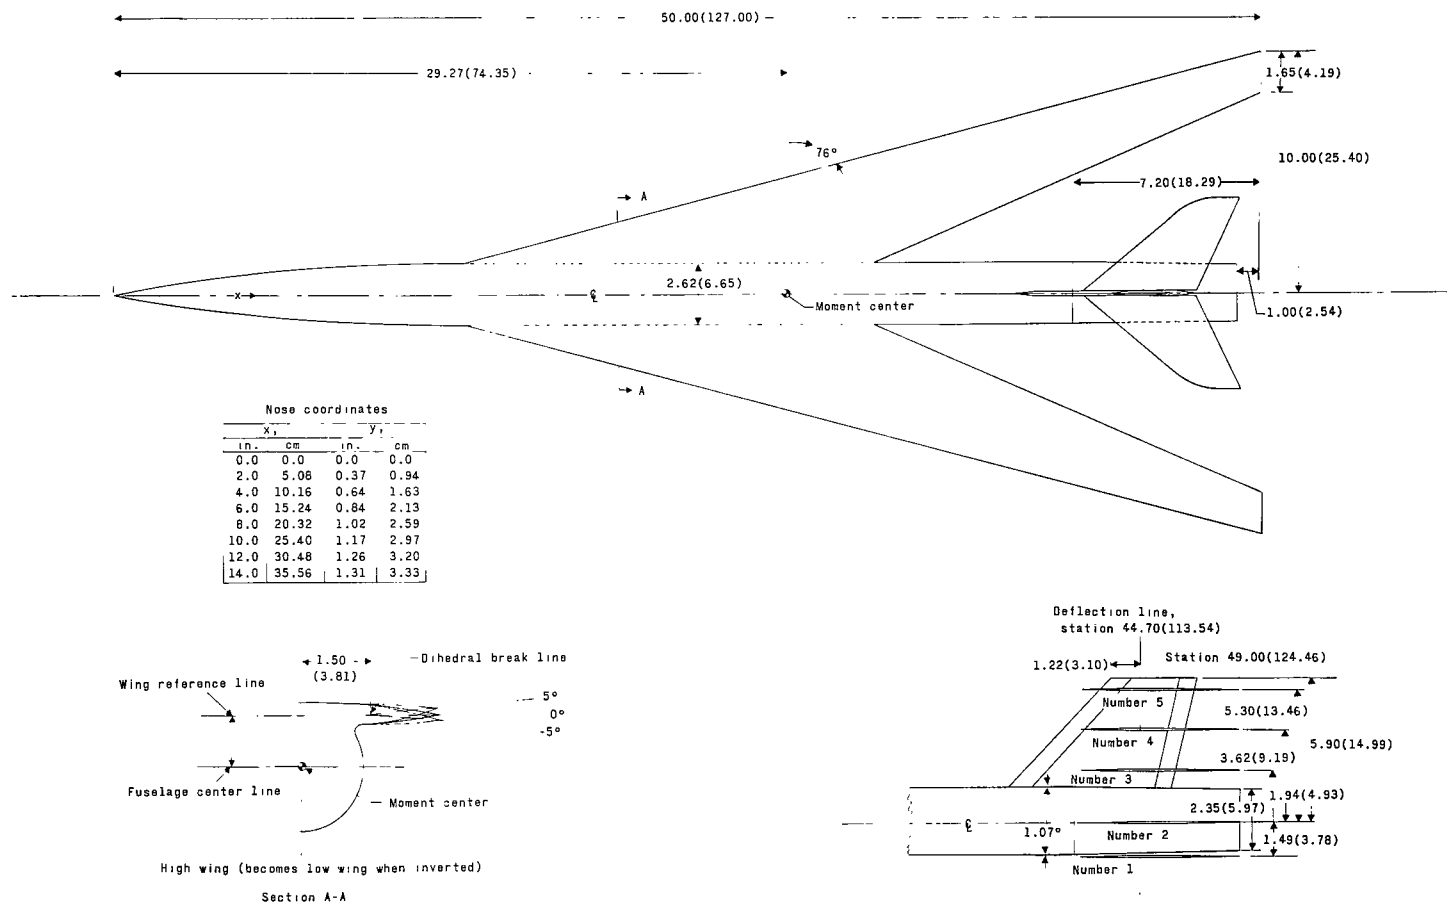 50.00(127.00)
29.27(74.35)
1.65(4.19)
76°
10.00(25.40)
7.20(18.29)
A
2.62(6.65)
x
℄
Moment center
1.00(2.54)
A
Nose coordinates
x, y,
in. cm in. cm
0.0 0.0 0.0 0.0
2.0 5.08 0.37 0.94
4.0 10.16 0.64 1.63
6.0 15.24 0.84 2.13
8.0 20.32 1.02 2.59
10.0 25.40 1.17 2.97
12.0 30.48 1.26 3.20
14.0 35.56 1.31 3.33
1.50
(3.81)
Dihedral break line
Wing reference line
5°
0°
-5°
Fuselage center line
Moment center
High wing (becomes low wing when inverted)
Section A-A
Deflection line,
station 44.70(113.54)
1.22(3.10)
Station 49.00(124.46)
Number 5
5.30(13.46)
Number 4
5.90(14.99)
3.62(9.19)
Number 3
1.94(4.93)
2.35(5.97)
℄
1.07°
Number 2
1.49(3.78)
Number 1